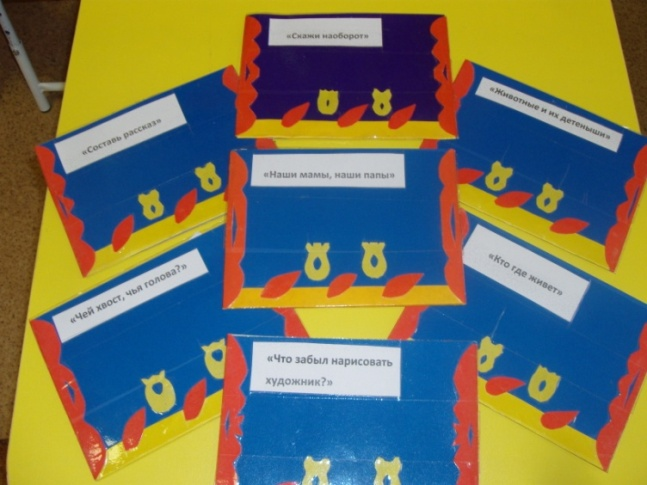 «Скажи наоборот»
«Составь рассказ»
«Животные и их детеныши»
«Наши мамы, наши папы»
«Чей хвост, чья голова?»
«Кто где живет»
«Что забыл нарисовать
художник?»